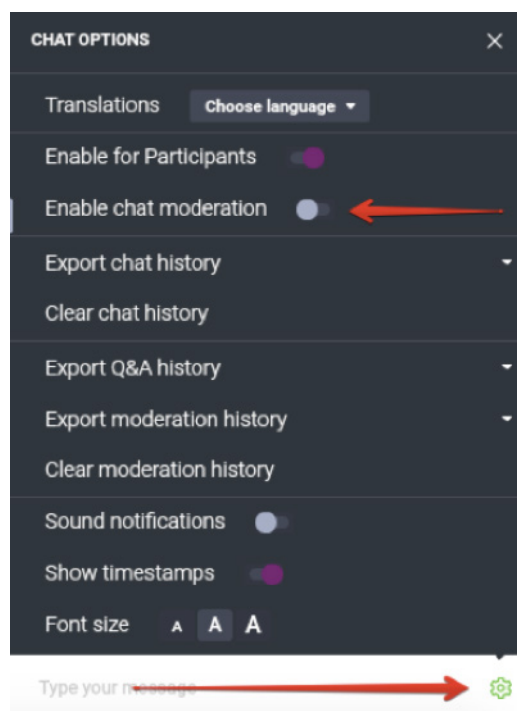 CHAT OPTIONS
Translations Choose language
Enable for Participants
Enable chat moderation
Export chat history
Clear chat history
Export Q&A history
Export moderation history
Clear moderation history
Sound notifications
Show timestamps
Font size A A A
Type your message